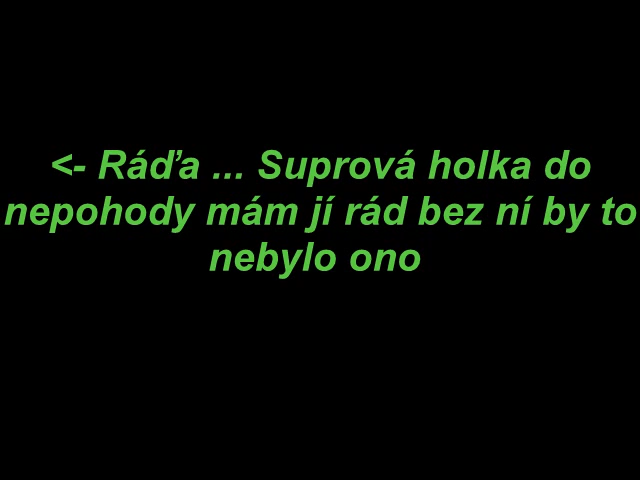 <- Ráďa ... Suprová holka do
nepohody mám jí rád bez ní by to
nebylo ono